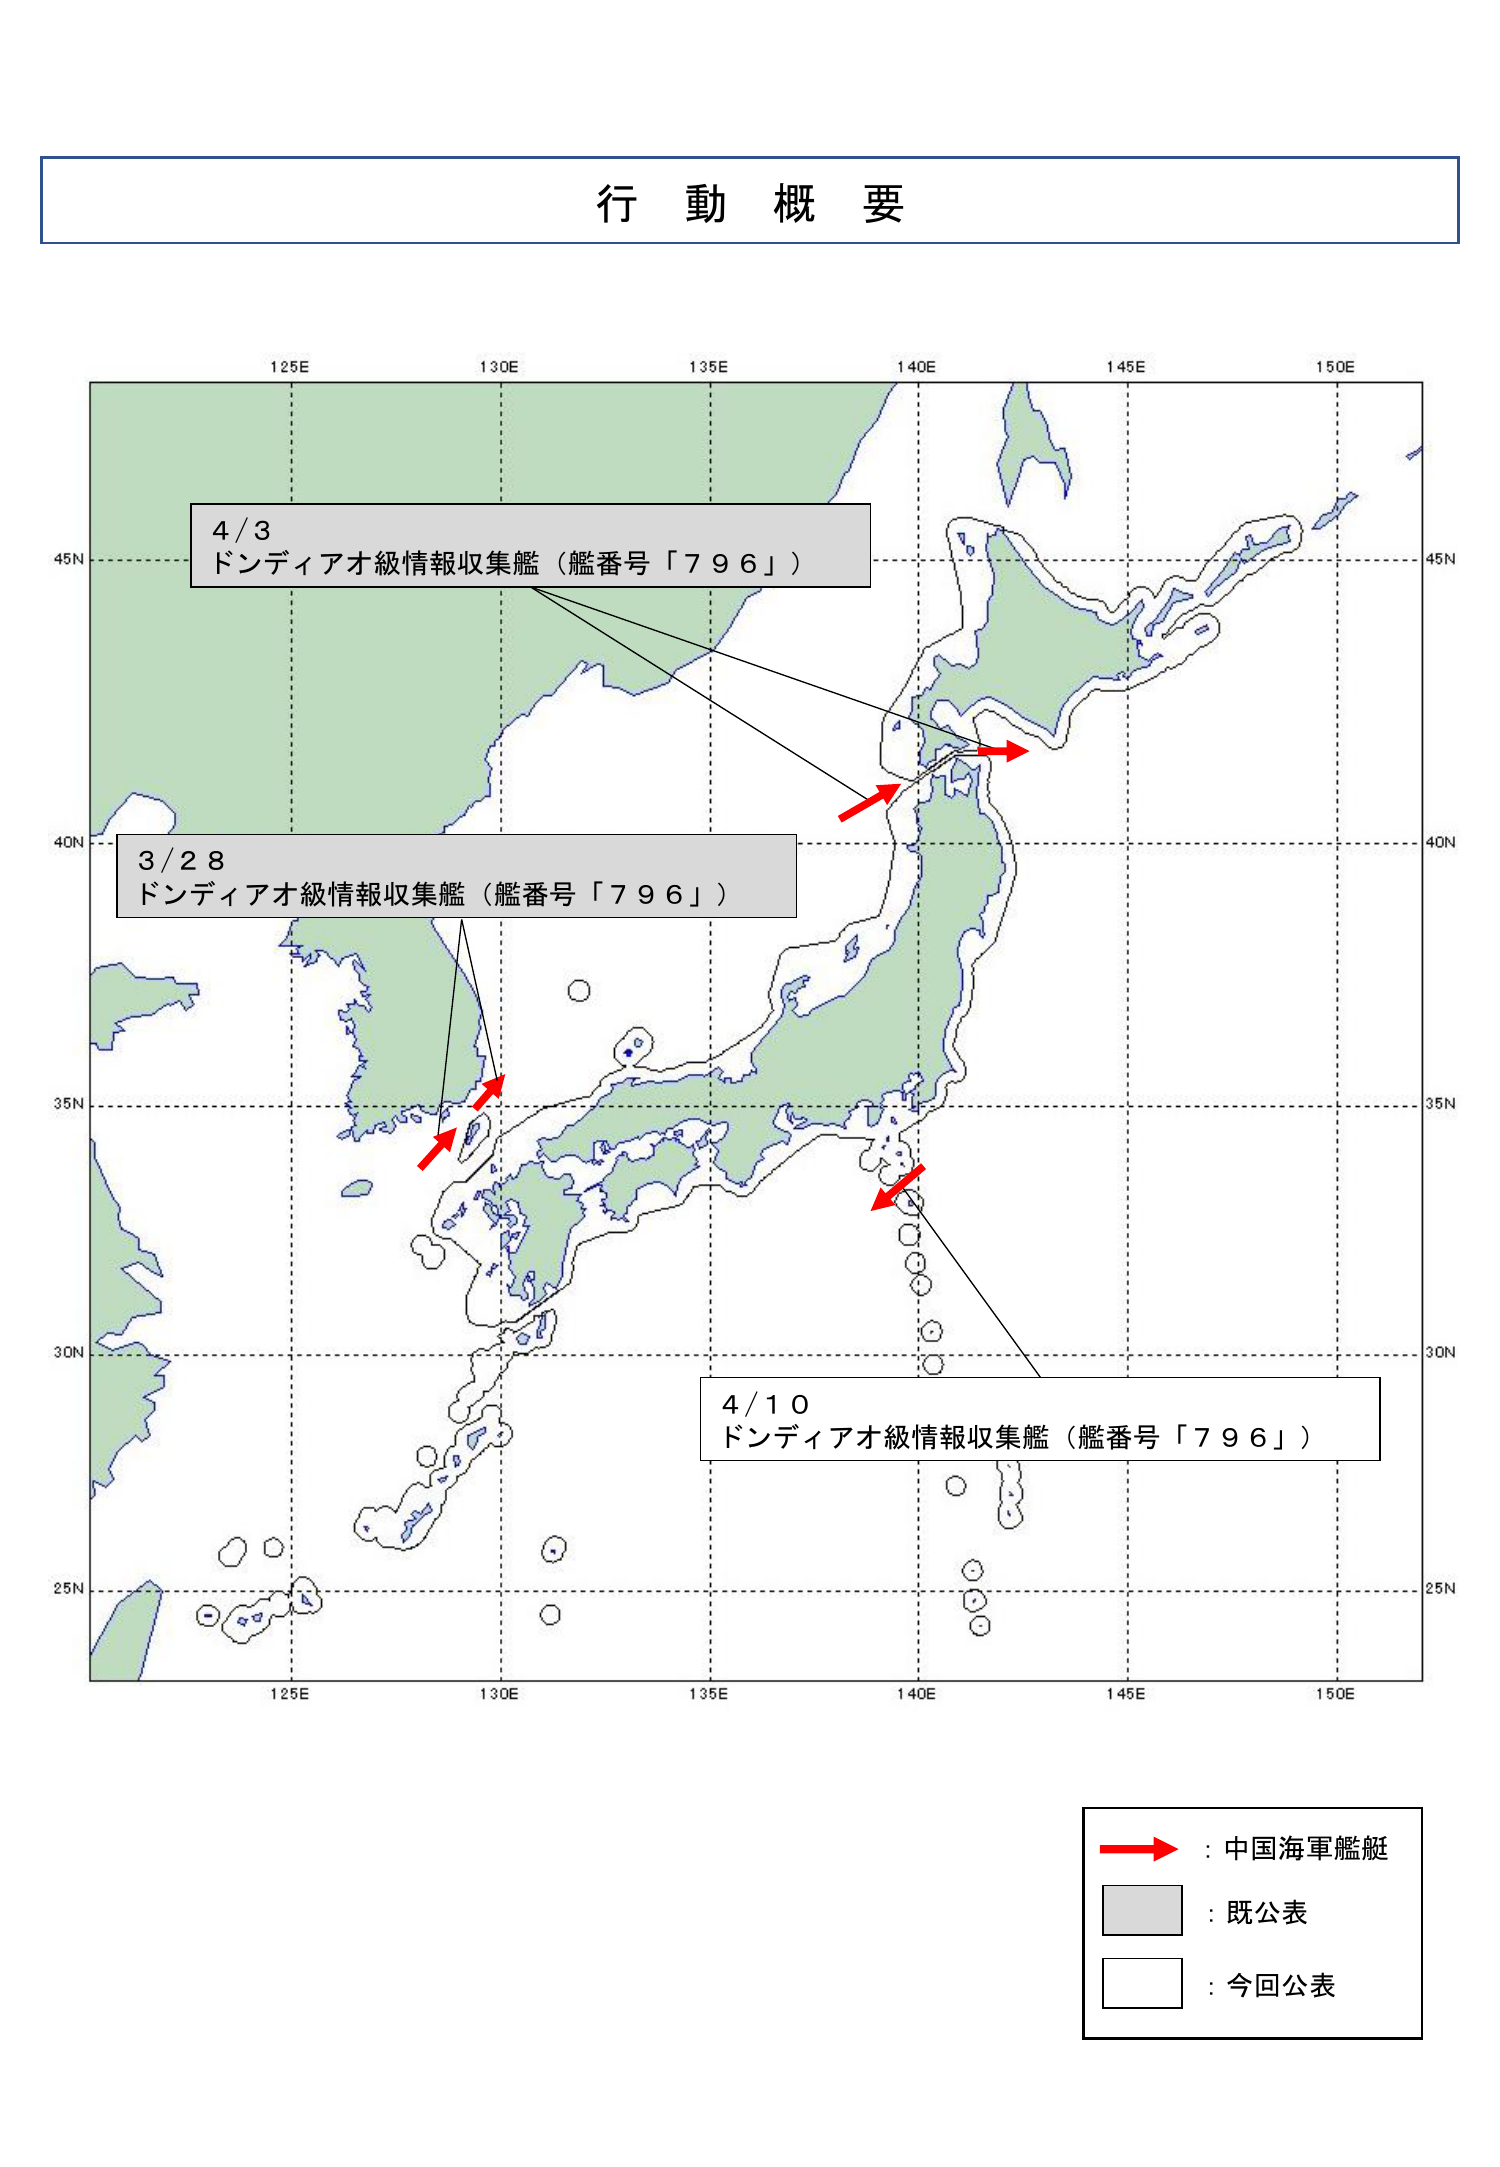 行　動　概　要
125E 130E 135E 140E 145E 150E
４/３
ドンディアオ級情報収集艦（艦番号「７９６」）
45N 45N
40N 40N
３/２８
ドンディアオ級情報収集艦（艦番号「７９６」）
35N 35N
30N 30N
４/１０
ドンディアオ級情報収集艦（艦番号「７９６」）
25N 25N
125E 130E 135E 140E 145E 150E
：中国海軍艦艇
：既公表
：今回公表